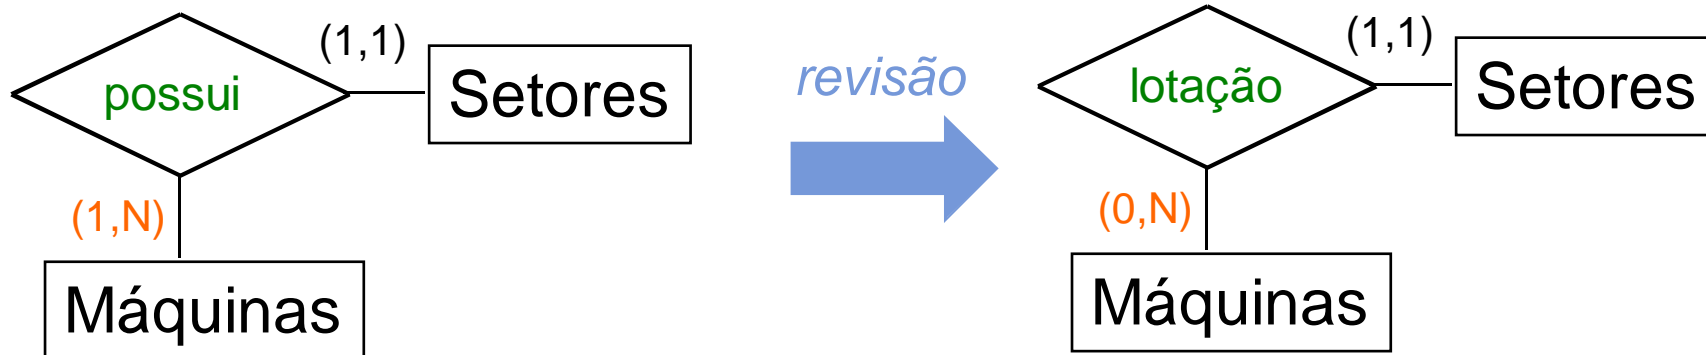 possui
(1,1)
Setores
(1,N)
Máquinas
revisão
lotação
(1,1)
Setores
(0,N)
Máquinas